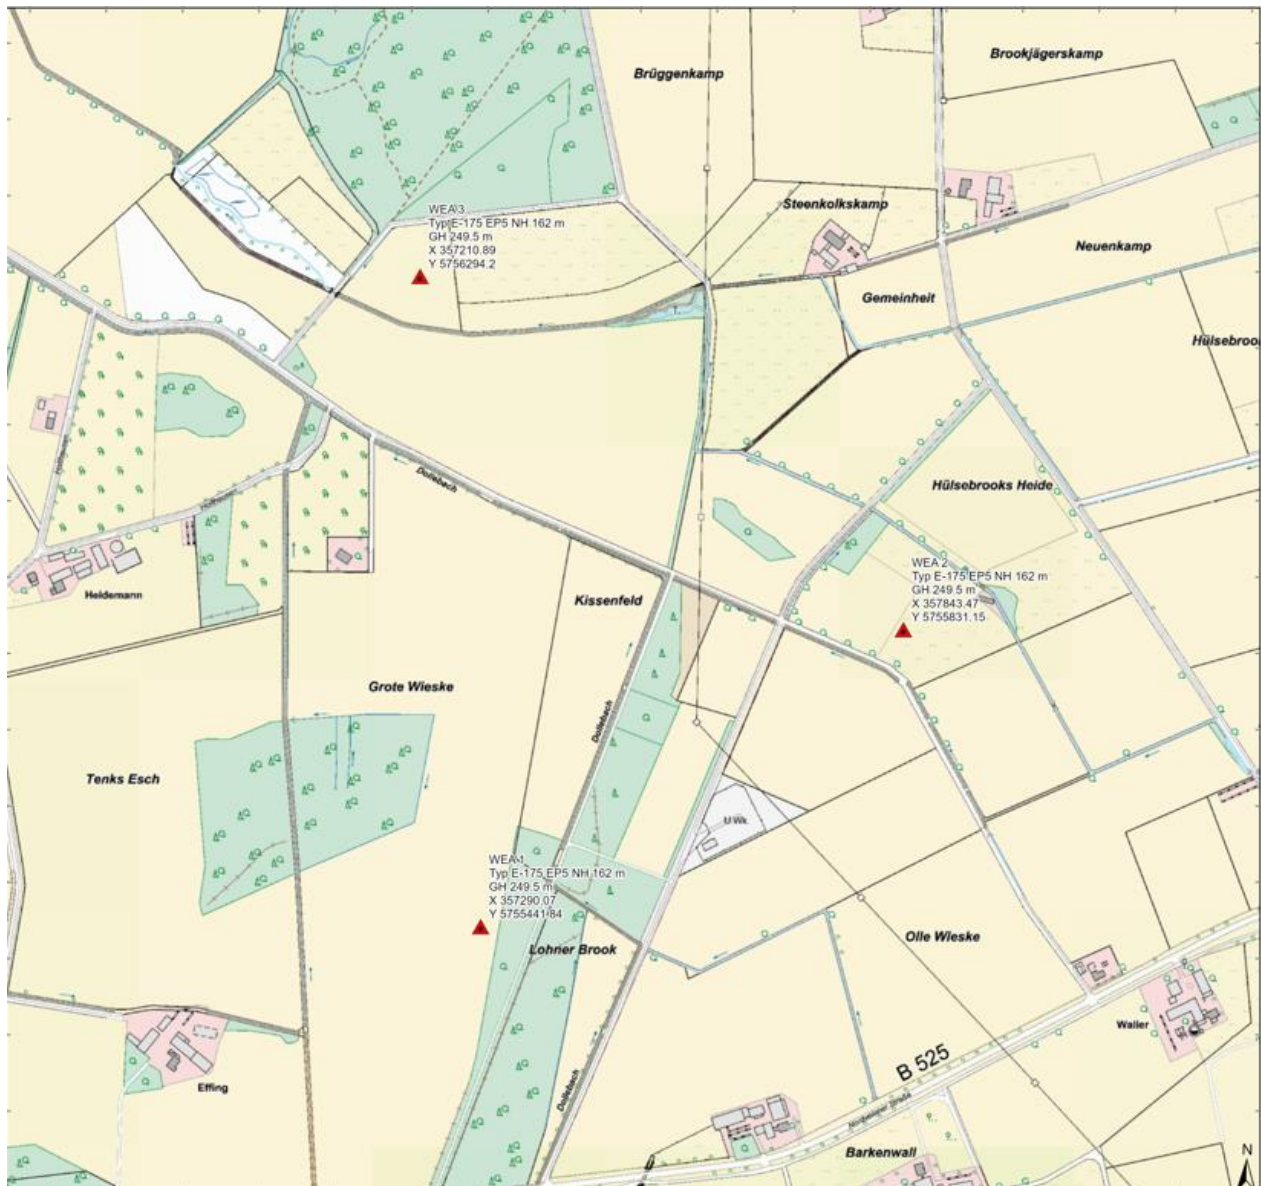 Brookjägerskamp
Brüggenkamp
Steenkolkskamp
WEA 3
Typ E-175 EP5 NH 162 m
GH 249.5 m
X 357210.89
Y 5756294.2
Neuenkamp
Gemeinheit
Dollebach
Hülsebrooks Heide
WEA 2
Typ E-175 EP5 NH 162 m
GH 249.5 m
X 357843.47
Y 5755831.15
Heidemann
Kissenfeld
Grote Wieske
Dollebach
Tenks Esch
WEA 1
Typ E-175 EP5 NH 162 m
GH 249.5 m
X 357290.07
Y 5755441.84
Lohner Brook
Olle Wieske
B 525
Effing
Dollebach
Barkenwall
N